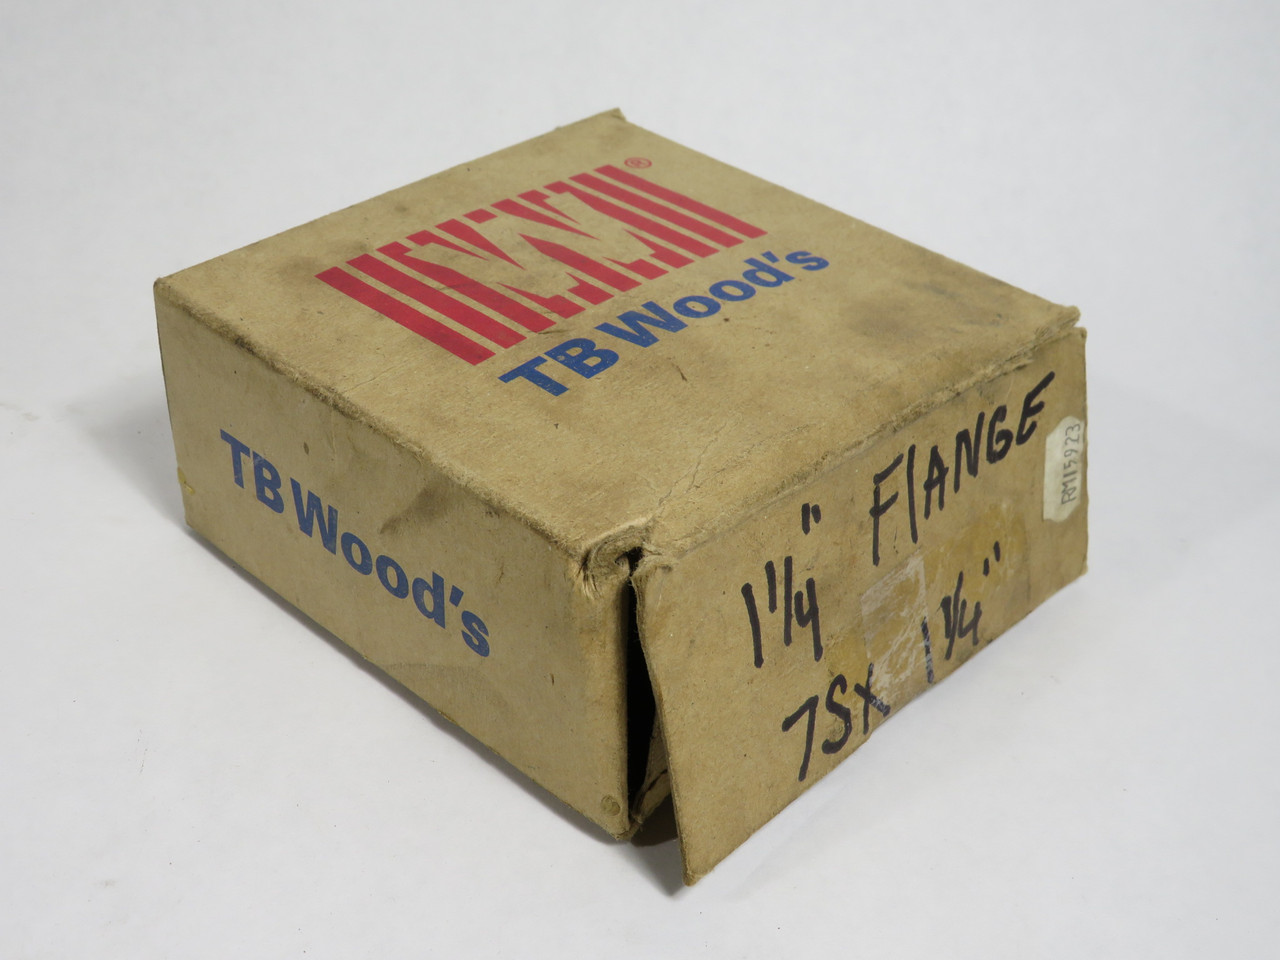 ®
TB Wood's
TB Wood's
1 1/4" FlANGE
7SX 1 1/4"
RM15923